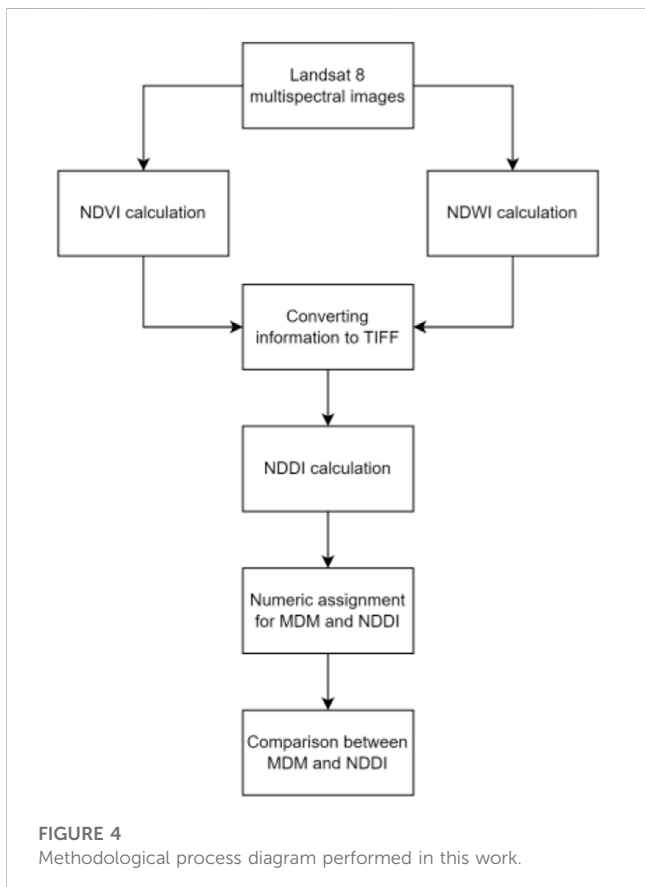 Landsat 8
multispectral images
NDVI calculation
NDWI calculation
Converting
information to TIFF
NDDI calculation
Numeric assignment
for MDM and NDDI
Comparison between
MDM and NDDI
FIGURE 4
Methodological process diagram performed in this work.